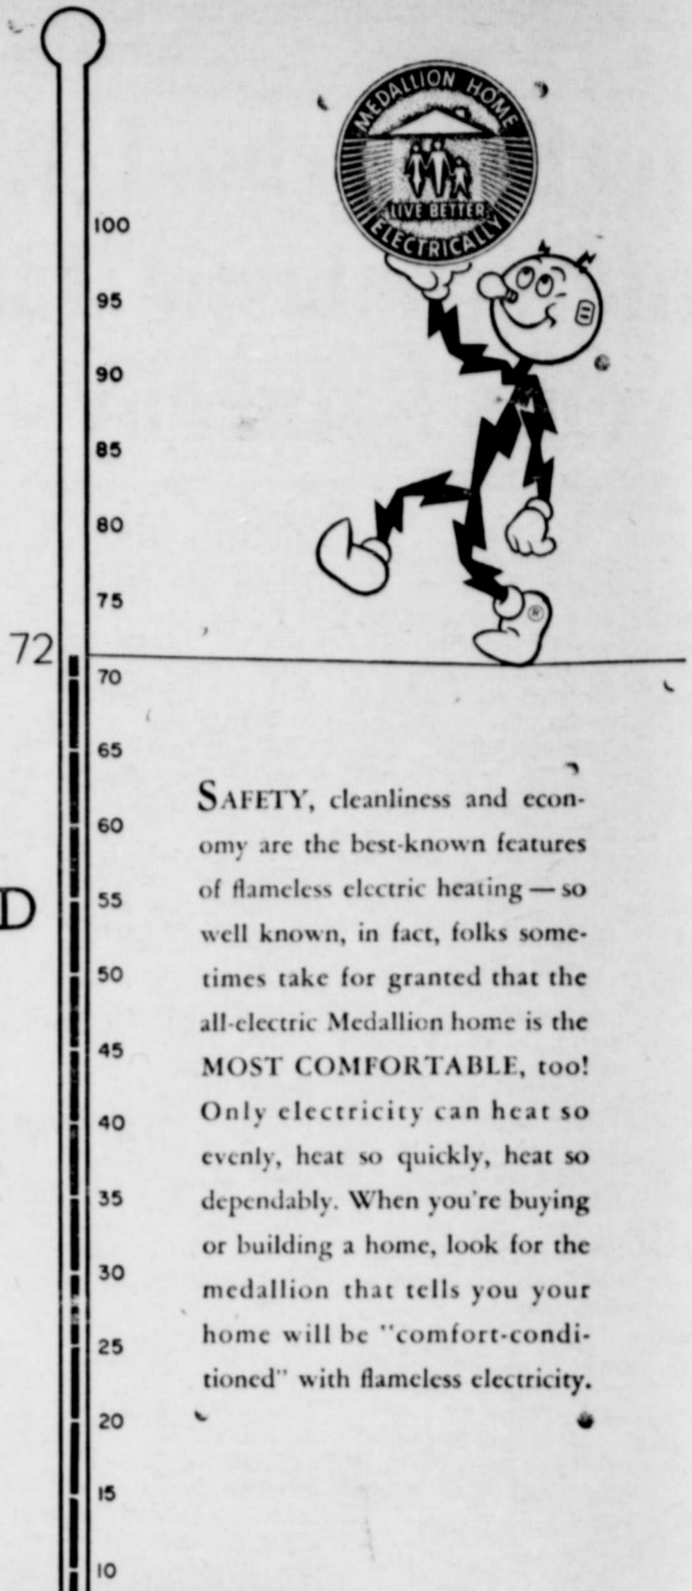 MEDALLION HOME
LIVE BETTER
ELECTRICALLY
100
95
90
85
80
75
®
72
70
65
60
55
D
50
45
40
35
30
25
20
15
10
SAFETY, cleanliness and econ-
omy are the best-known features
of flameless electric heating — so
well known, in fact, folks some-
times take for granted that the
all-electric Medallion home is the
MOST COMFORTABLE, too!
Only electricity can heat so
evenly, heat so quickly, heat so
dependably. When you're buying
or building a home, look for the
medallion that tells you your
home will be "comfort-condi-
tioned" with flameless electricity.